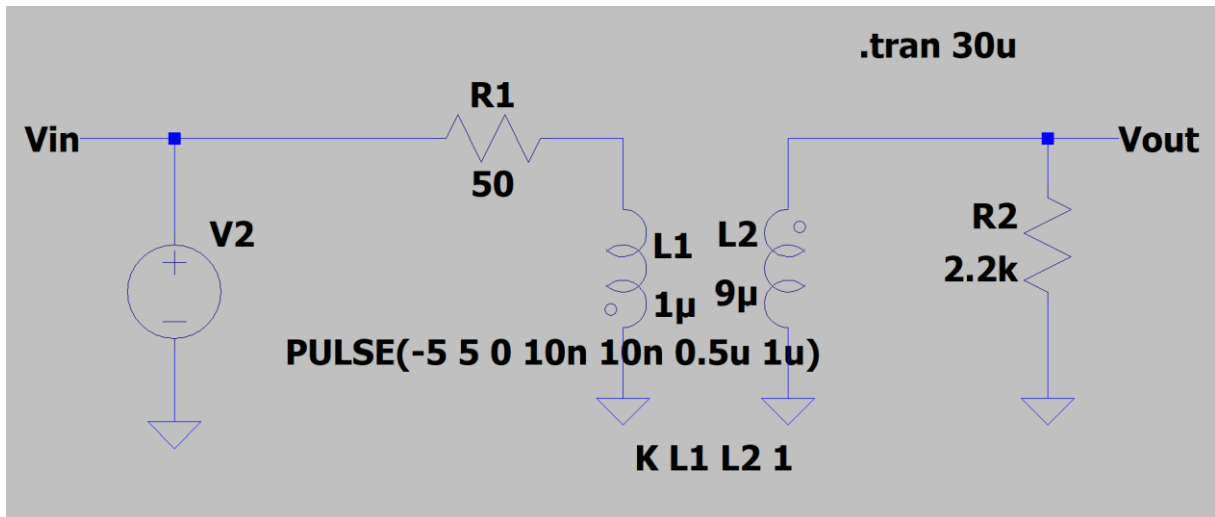 .tran 30u
R1
Vin
Vout
50
V2
L1
L2
R2
1µ
9µ
2.2k
PULSE(-5 5 0 10n 10n 0.5u 1u)
K L1 L2 1